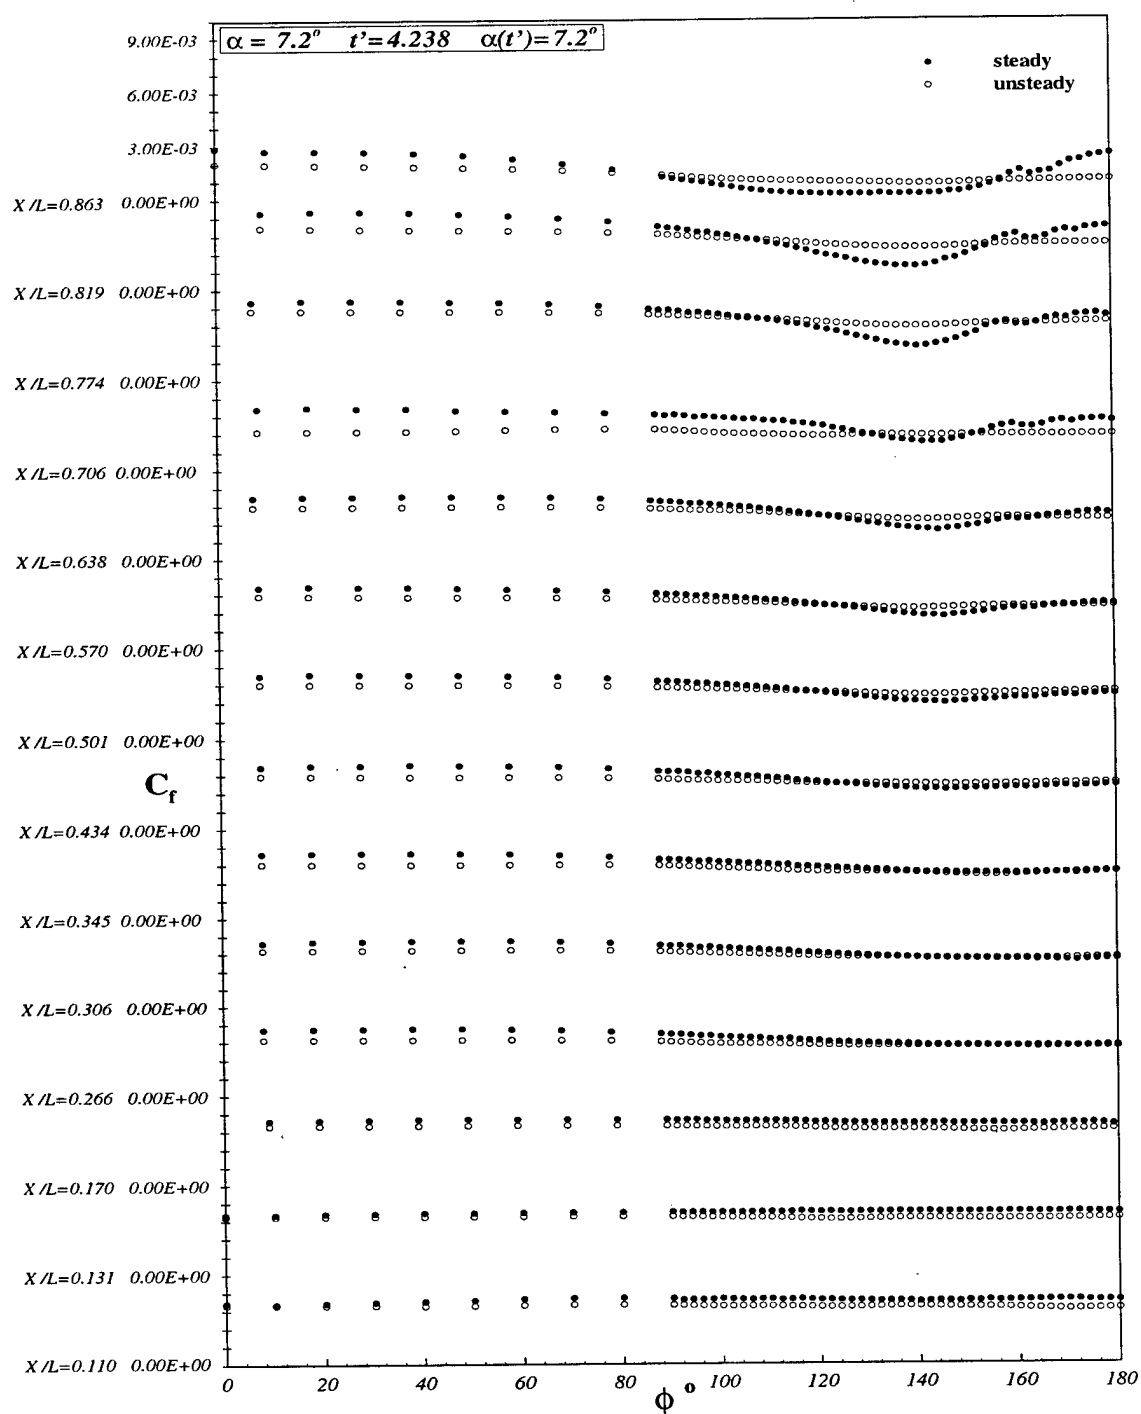 α = 7.2° t'=4.238 α(t')=7.2°
9.00E-03
steady
unsteady
6.00E-03
3.00E-03
X/L=0.863 0.00E+00
X/L=0.819 0.00E+00
X/L=0.774 0.00E+00
X/L=0.706 0.00E+00
X/L=0.638 0.00E+00
X/L=0.570 0.00E+00
X/L=0.501 0.00E+00
C_f
X/L=0.434 0.00E+00
X/L=0.345 0.00E+00
X/L=0.306 0.00E+00
X/L=0.266 0.00E+00
X/L=0.170 0.00E+00
X/L=0.131 0.00E+00
X/L=0.110 0.00E+00
0 20 40 60 80 100 120 140 160 180
ϕ °